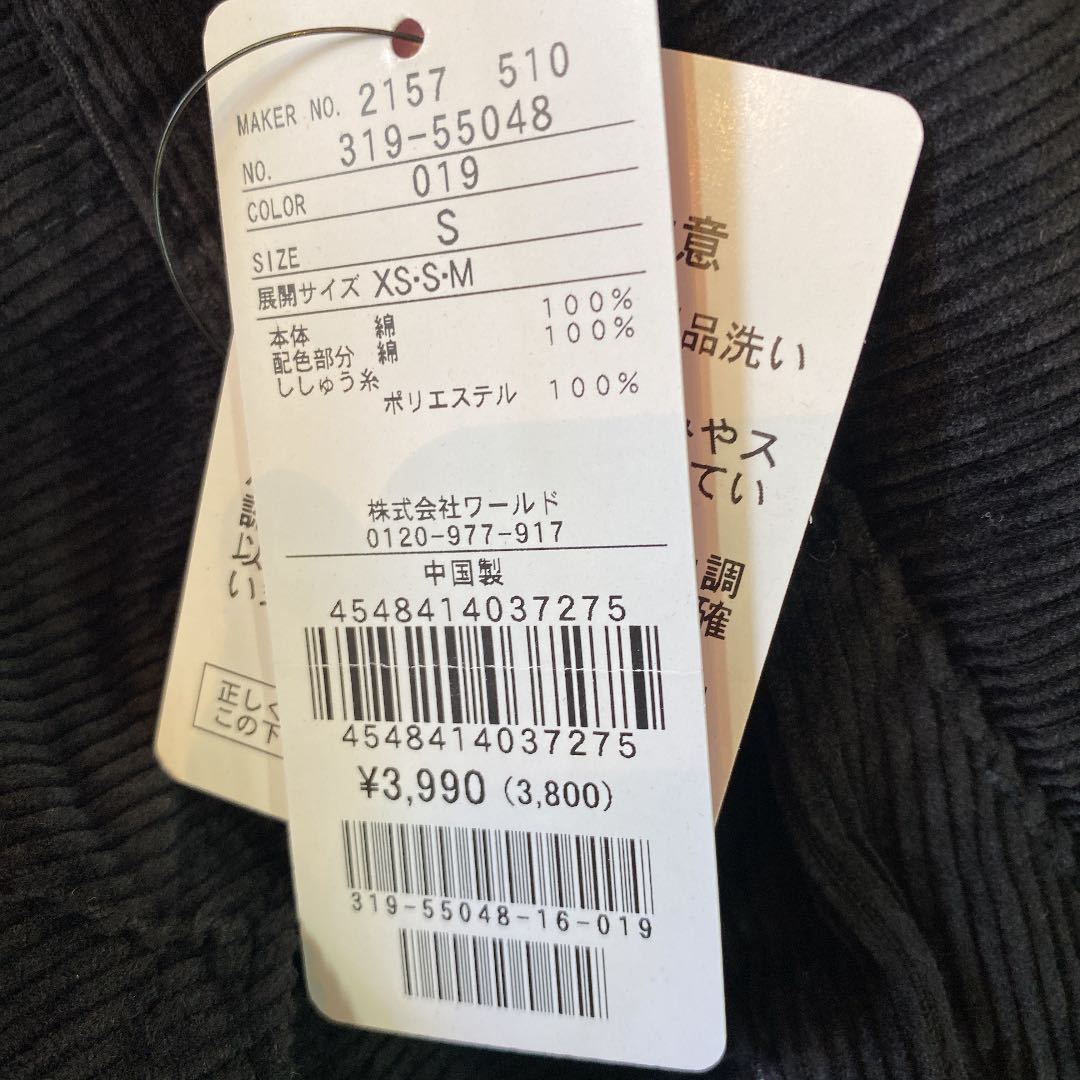 MAKER NO. 2157 510
NO. 319-55048
COLOR 019
SIZE S
展開サイズ XS・S・M
本体 綿 100%
配色部分 綿 100%
ししゅう糸
ポリエステル 100%
株式会社ワールド
0120-977-917
中国製
4548414037275
4548414037275
¥3,990 (3,800)
319-55048-16-019
意
品洗い
やス
てい
調
確
以
い
正しく
この下